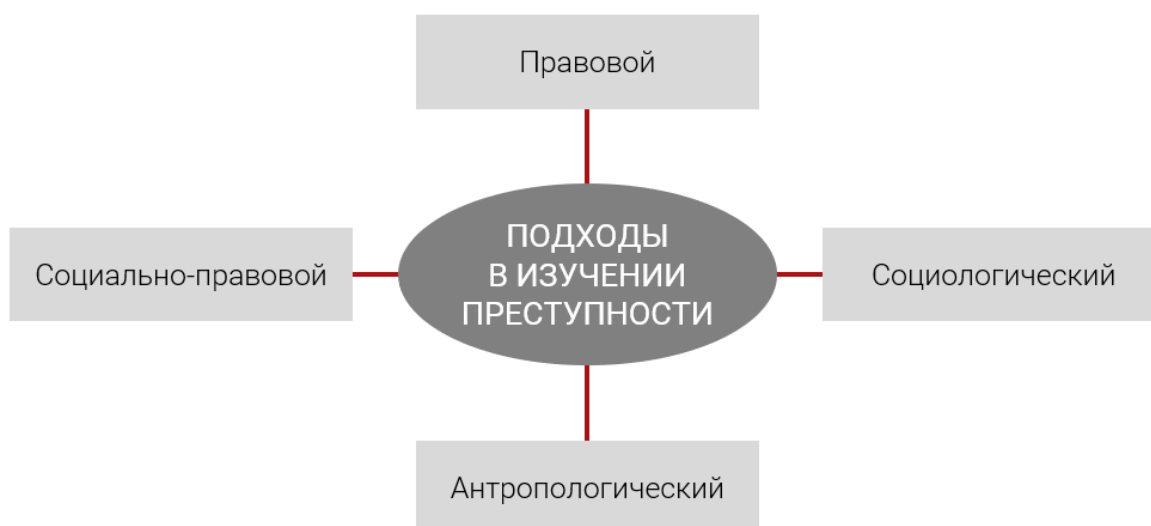 Правовой
Социально-правовой
ПОДХОДЫ
В ИЗУЧЕНИИ
ПРЕСТУПНОСТИ
Социологический
Антропологический